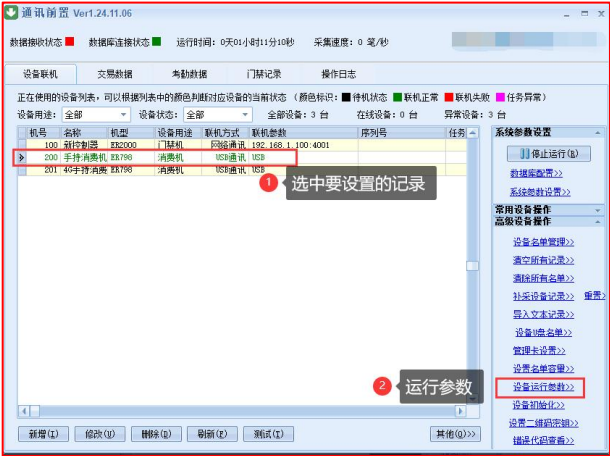 通讯前置 Ver1.24.11.06
数据接收状态 数据库连接状态 运行时间：0天01小时11分10秒 采集速度：0 笔/秒
设备联机 交易数据 考勤数据 门禁记录 操作日志
正在使用的设备列表，可以根据列表中的颜色判断对应设备的当前状态 （颜色标识：待机状态 联机正常 联机失败 任务异常）
设备用途：全部 设备状态：全部 全部设备：3 台 在线设备：0 台 异常设备：3 台
机号 名称 机型 设备用途 联机方式 联机参数 序列号 任务
100 新控制器 ER2000 门禁机 网络通讯 192.168.1.100:4001
200 手持消费机 ER798 消费机 USB通讯 USB
201 4G手持消费 ER798 消费机 USB通讯 USB
1 选中要设置的记录
2 运行参数
系统参数设置
停止运行(R)
数据库配置>>
系统参数设置>>
常用设备操作
高级设备操作
设备名单管理>>
清空所有记录>>
清除所有名单>>
补采设备记录>> 重置>
导入文本记录>>
设备U盘名单>>
管理卡设置>>
设置名单容量>>
设备运行参数>>
设备初始化>>
设置二维码密钥>>
错误代码查看>>
新增(I) 修改(U) 删除(D) 刷新(F) 测试(T) 其他(Q)>>